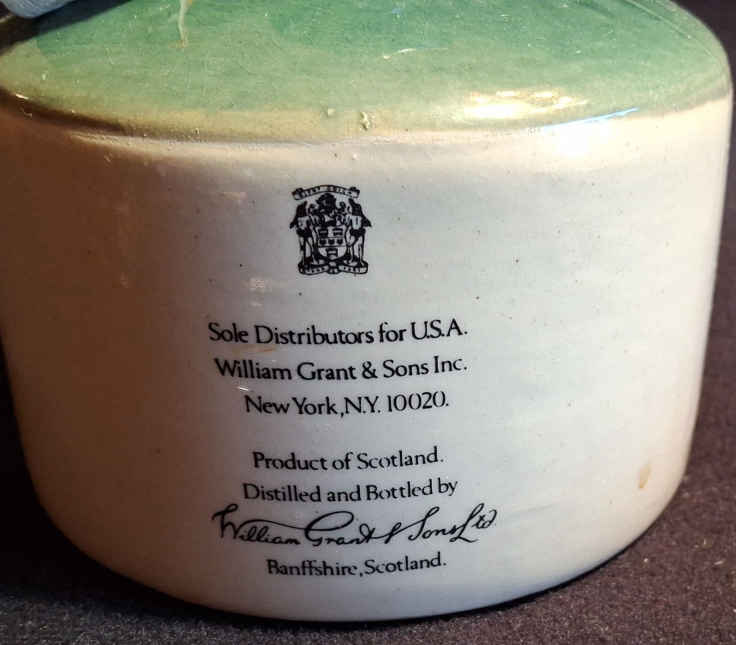 Sole Distributors for U.S.A.
William Grant & Sons Inc.
New York, N.Y. 10020.
Product of Scotland.
Distilled and Bottled by
William Grant & Sons Ltd
Banffshire, Scotland.